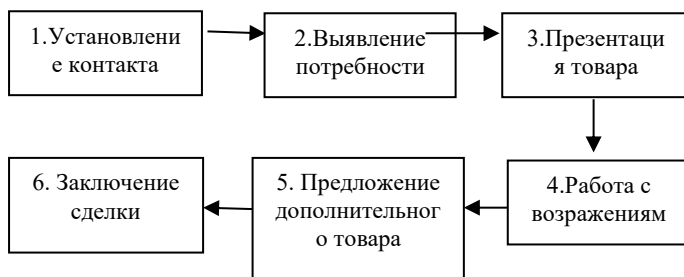 1.Установлени
е контакта
2.Выявление
потребности
3.Презентаци
я товара
4.Работа с
возражениям
5. Предложение
дополнительног
о товара
6. Заключение
сделки